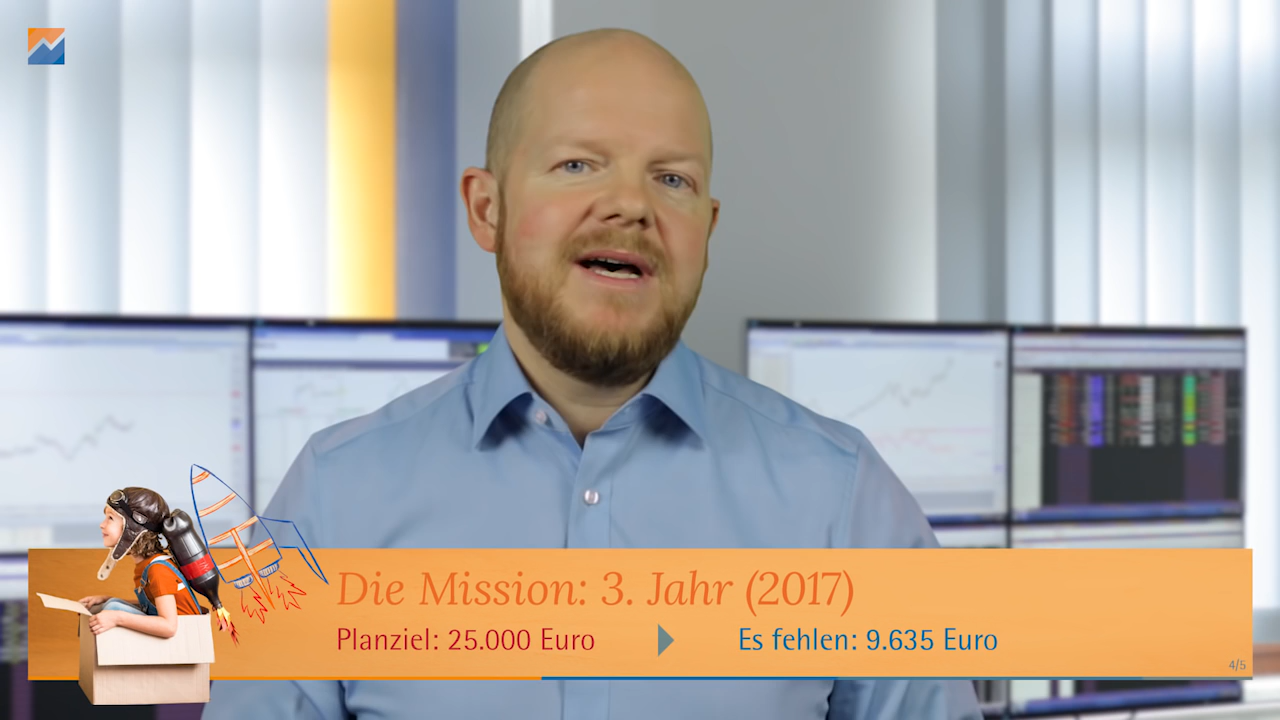 Die Mission: 3. Jahr (2017)
Planziel: 25.000 Euro
Es fehlen: 9.635 Euro
4/5